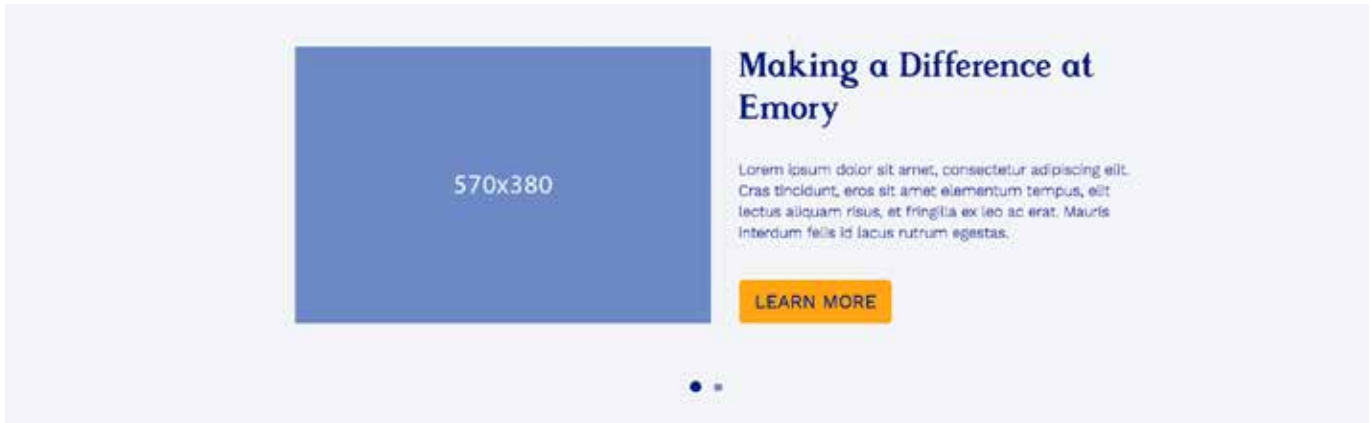 570x380
Making a Difference at
Emory
Lorem ipsum dolor sit amet, consectetur adipiscing elit.
Cras tincidunt, eros sit amet elementum tempus, elit
lectus aliquam risus, et fringilla ex leo ac erat. Mauris
interdum felis id lacus rutrum egestas.
LEARN MORE